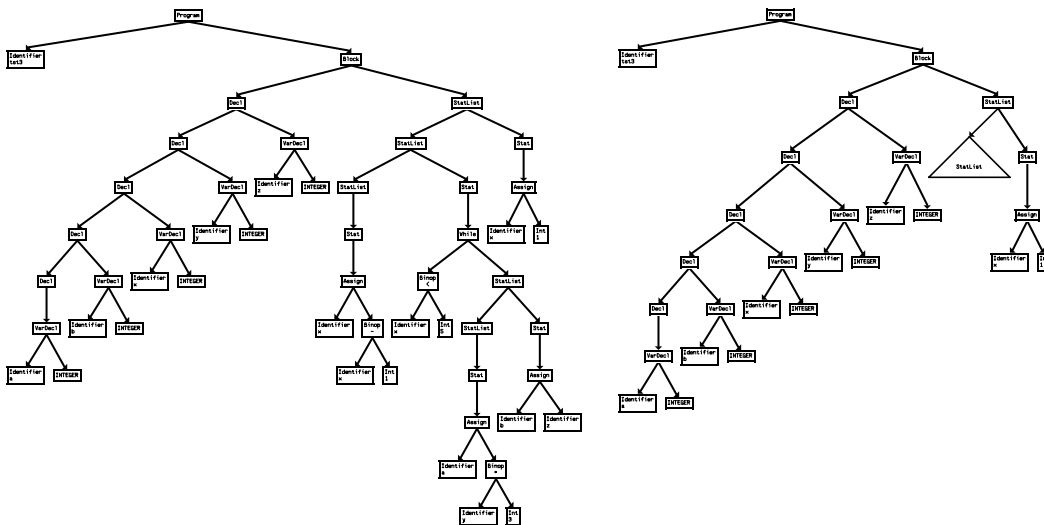 Program
Identifier
tst3
Block
Decl
StatList
Decl
VarDecl
StatList
Stat
Decl
VarDecl
Identifier
z
INTEGER
StatList
Stat
Assign
Decl
VarDecl
Identifier
y
INTEGER
Stat
While
Identifier
x
Int
1
Decl
VarDecl
Identifier
x
INTEGER
Assign
Binop
<
StatList
VarDecl
Identifier
b
INTEGER
Identifier
x
Binop
-
Identifier
x
Int
5
StatList
Stat
Identifier
a
INTEGER
Identifier
x
Int
1
Stat
Assign
Assign
Identifier
b
Identifier
z
Identifier
a
Binop
Identifier
y
Int
3
Program
Identifier
tst3
Block
Decl
StatList
Decl
VarDecl
StatList
Stat
Decl
VarDecl
Identifier
z
INTEGER
Assign
Decl
VarDecl
Identifier
y
INTEGER
Identifier
x
Decl
VarDecl
Identifier
x
INTEGER
VarDecl
Identifier
b
INTEGER
Identifier
a
INTEGER